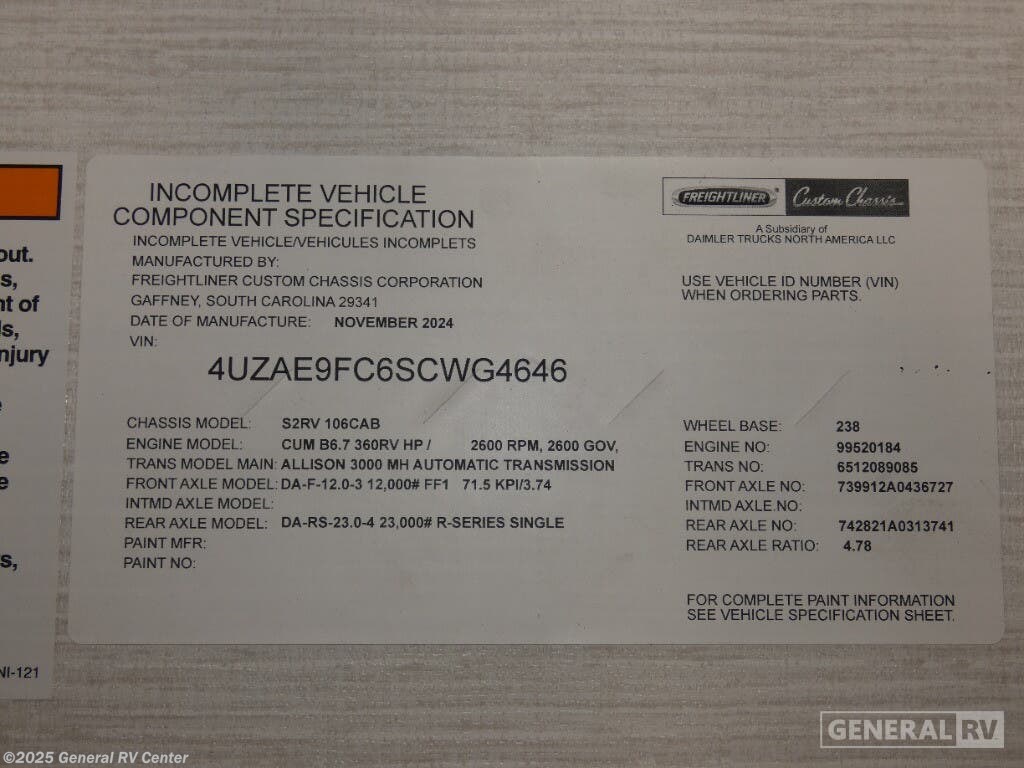 out.
s,
nt of
ls,
njury
e
e
e
rs,
NI-121
INCOMPLETE VEHICLE
COMPONENT SPECIFICATION
INCOMPLETE VEHICLE/VEHICULES INCOMPLETS
MANUFACTURED BY:
FREIGHTLINER CUSTOM CHASSIS CORPORATION
GAFFNEY, SOUTH CAROLINA 29341
DATE OF MANUFACTURE: NOVEMBER 2024
VIN:
4UZAE9FC6SCWG4646
FREIGHTLINER Custom Chassis
A Subsidiary of
DAIMLER TRUCKS NORTH AMERICA LLC
USE VEHICLE ID NUMBER (VIN)
WHEN ORDERING PARTS.
CHASSIS MODEL: S2RV 106CAB
ENGINE MODEL: CUM B6.7 360RV HP / 2600 RPM, 2600 GOV,
TRANS MODEL MAIN: ALLISON 3000 MH AUTOMATIC TRANSMISSION
FRONT AXLE MODEL: DA-F-12.0-3 12,000# FF1 71.5 KPI/3.74
INTMD AXLE MODEL:
REAR AXLE MODEL: DA-RS-23.0-4 23,000# R-SERIES SINGLE
PAINT MFR:
PAINT NO:
WHEEL BASE: 238
ENGINE NO: 99520184
TRANS NO: 6512089085
FRONT AXLE NO: 739912A0436727
INTMD AXLE.NO:
REAR AXLE NO: 742821A0313741
REAR AXLE RATIO: 4.78
FOR COMPLETE PAINT INFORMATION
SEE VEHICLE SPECIFICATION SHEET.
GENERAL RV
©2025 General RV Center